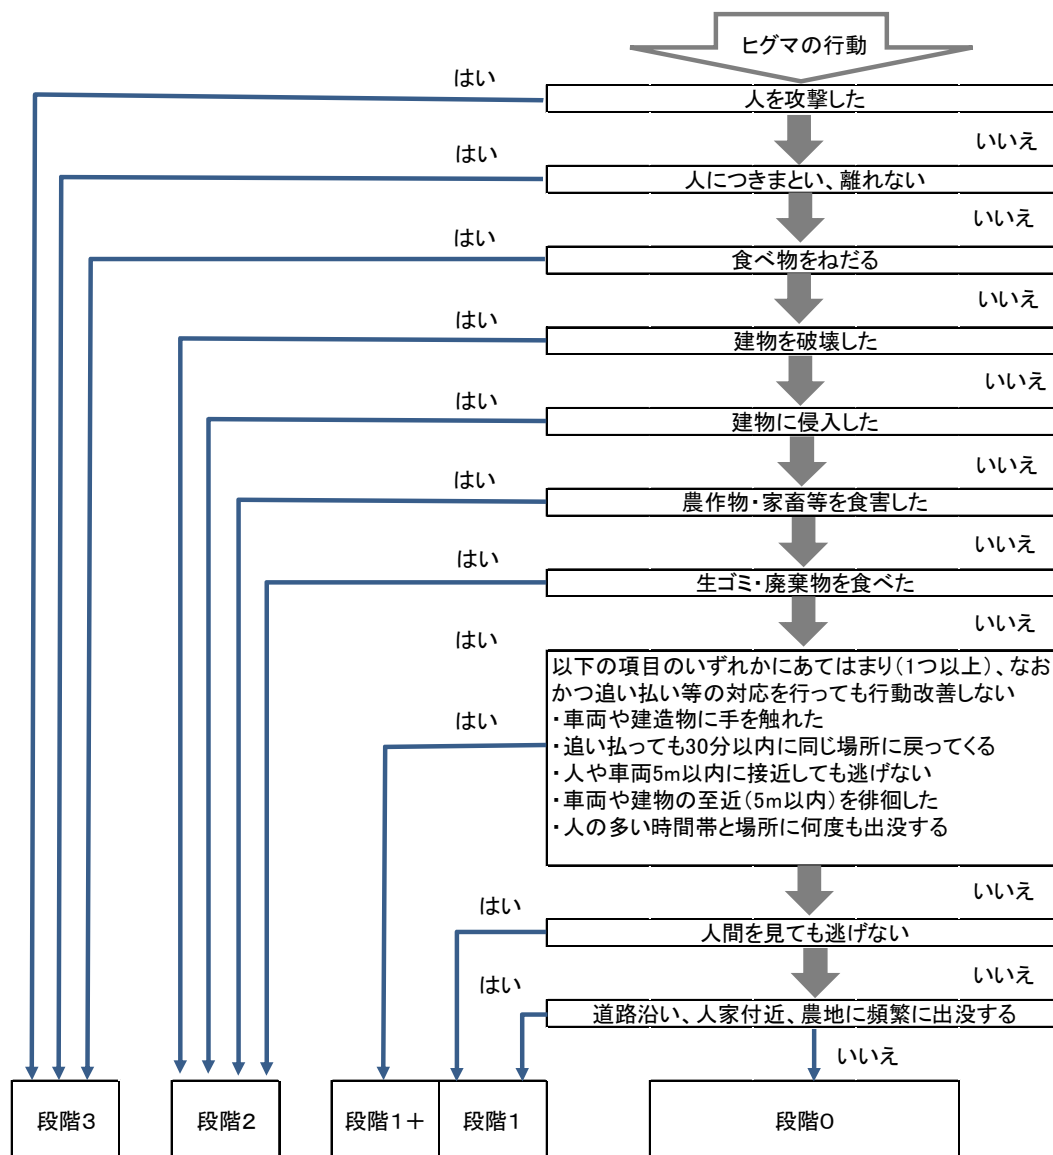 ヒグマの行動
はい
人を攻撃した
いいえ
はい
人につきまとい、離れない
いいえ
はい
食べ物をねだる
いいえ
はい
建物を破壊した
いいえ
はい
建物に侵入した
いいえ
はい
農作物・家畜等を食害した
いいえ
はい
生ゴミ・廃棄物を食べた
いいえ
はい
以下の項目のいずれかにあてはまり(1つ以上)、なお
かつ追い払い等の対応を行っても行動改善しない
・車両や建造物に手を触れた
はい
・追い払っても30分以内に同じ場所に戻ってくる
・人や車両5m以内に接近しても逃げない
・車両や建物の至近(5m以内)を徘徊した
・人の多い時間帯と場所に何度も出没する
いいえ
はい
人間を見ても逃げない
いいえ
はい
道路沿い、人家付近、農地に頻繁に出没する
いいえ
段階3
段階2
段階1+
段階1
段階0